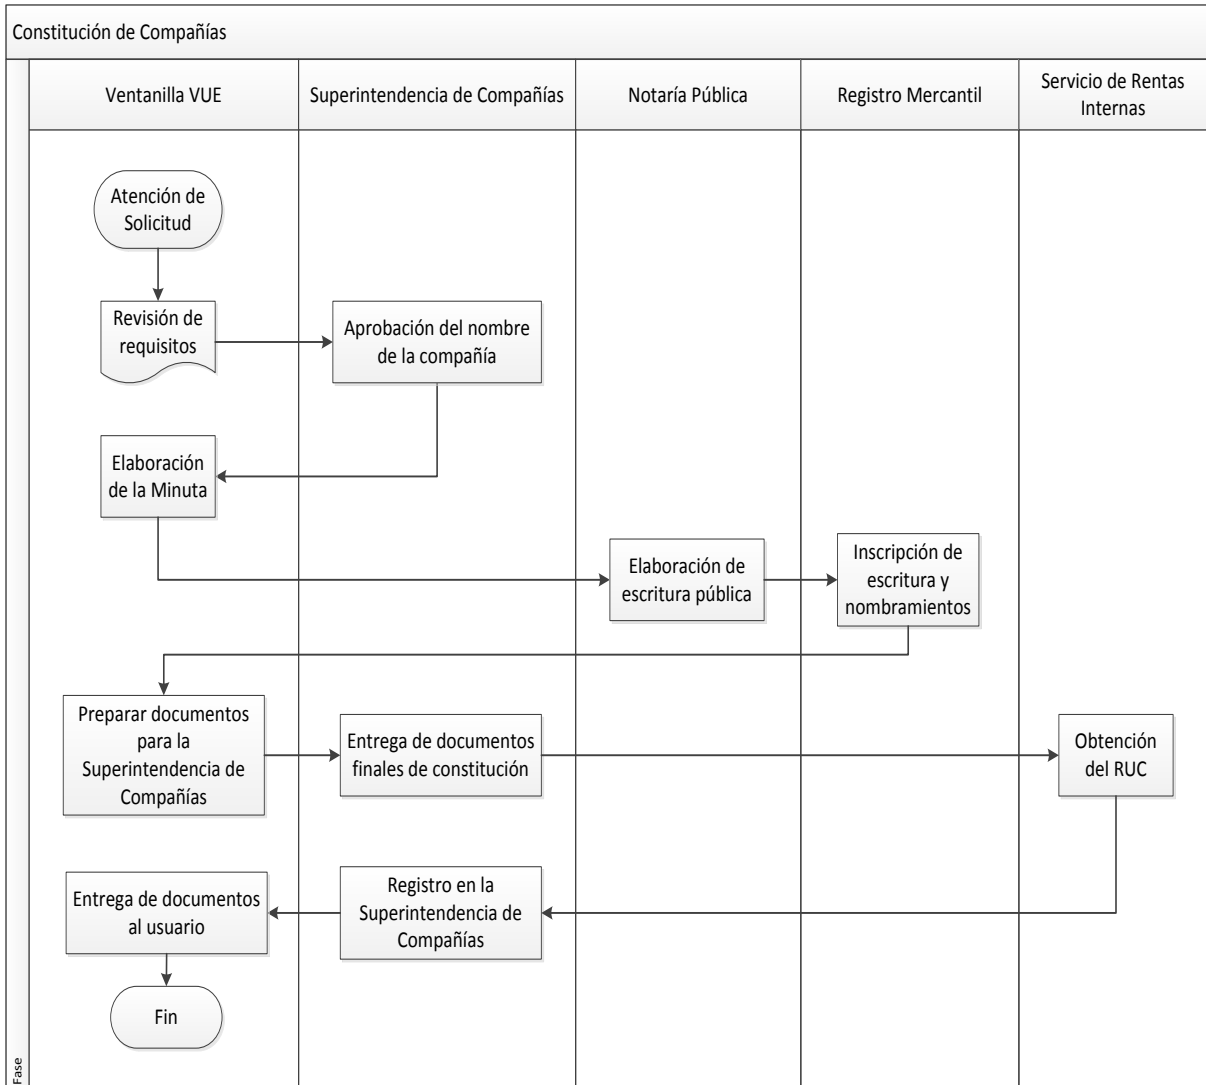 Constitución de Compañías
Ventanilla VUE
Superintendencia de Compañías
Notaría Pública
Registro Mercantil
Servicio de Rentas
Internas
Atención de
Solicitud
Revisión de
requisitos
Aprobación del nombre
de la compañía
Elaboración
de la Minuta
Elaboración de
escritura pública
Inscripción de
escritura y
nombramientos
Preparar documentos
para la
Superintendencia de
Compañías
Entrega de documentos
finales de constitución
Obtención
del RUC
Entrega de documentos
al usuario
Registro en la
Superintendencia de
Compañías
Fin
Fase